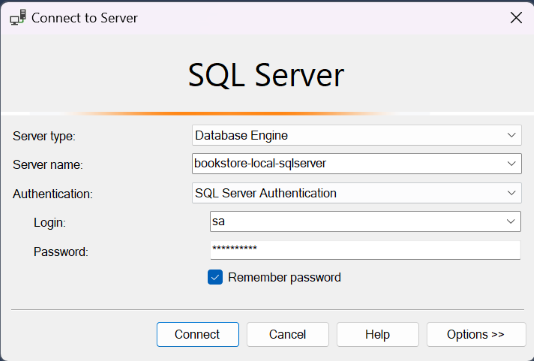 Connect to Server
SQL Server
Server type: Database Engine
Server name: bookstore-local-sqlserver
Authentication: SQL Server Authentication
Login: sa
Password: **********
Remember password
Connect Cancel Help Options >>